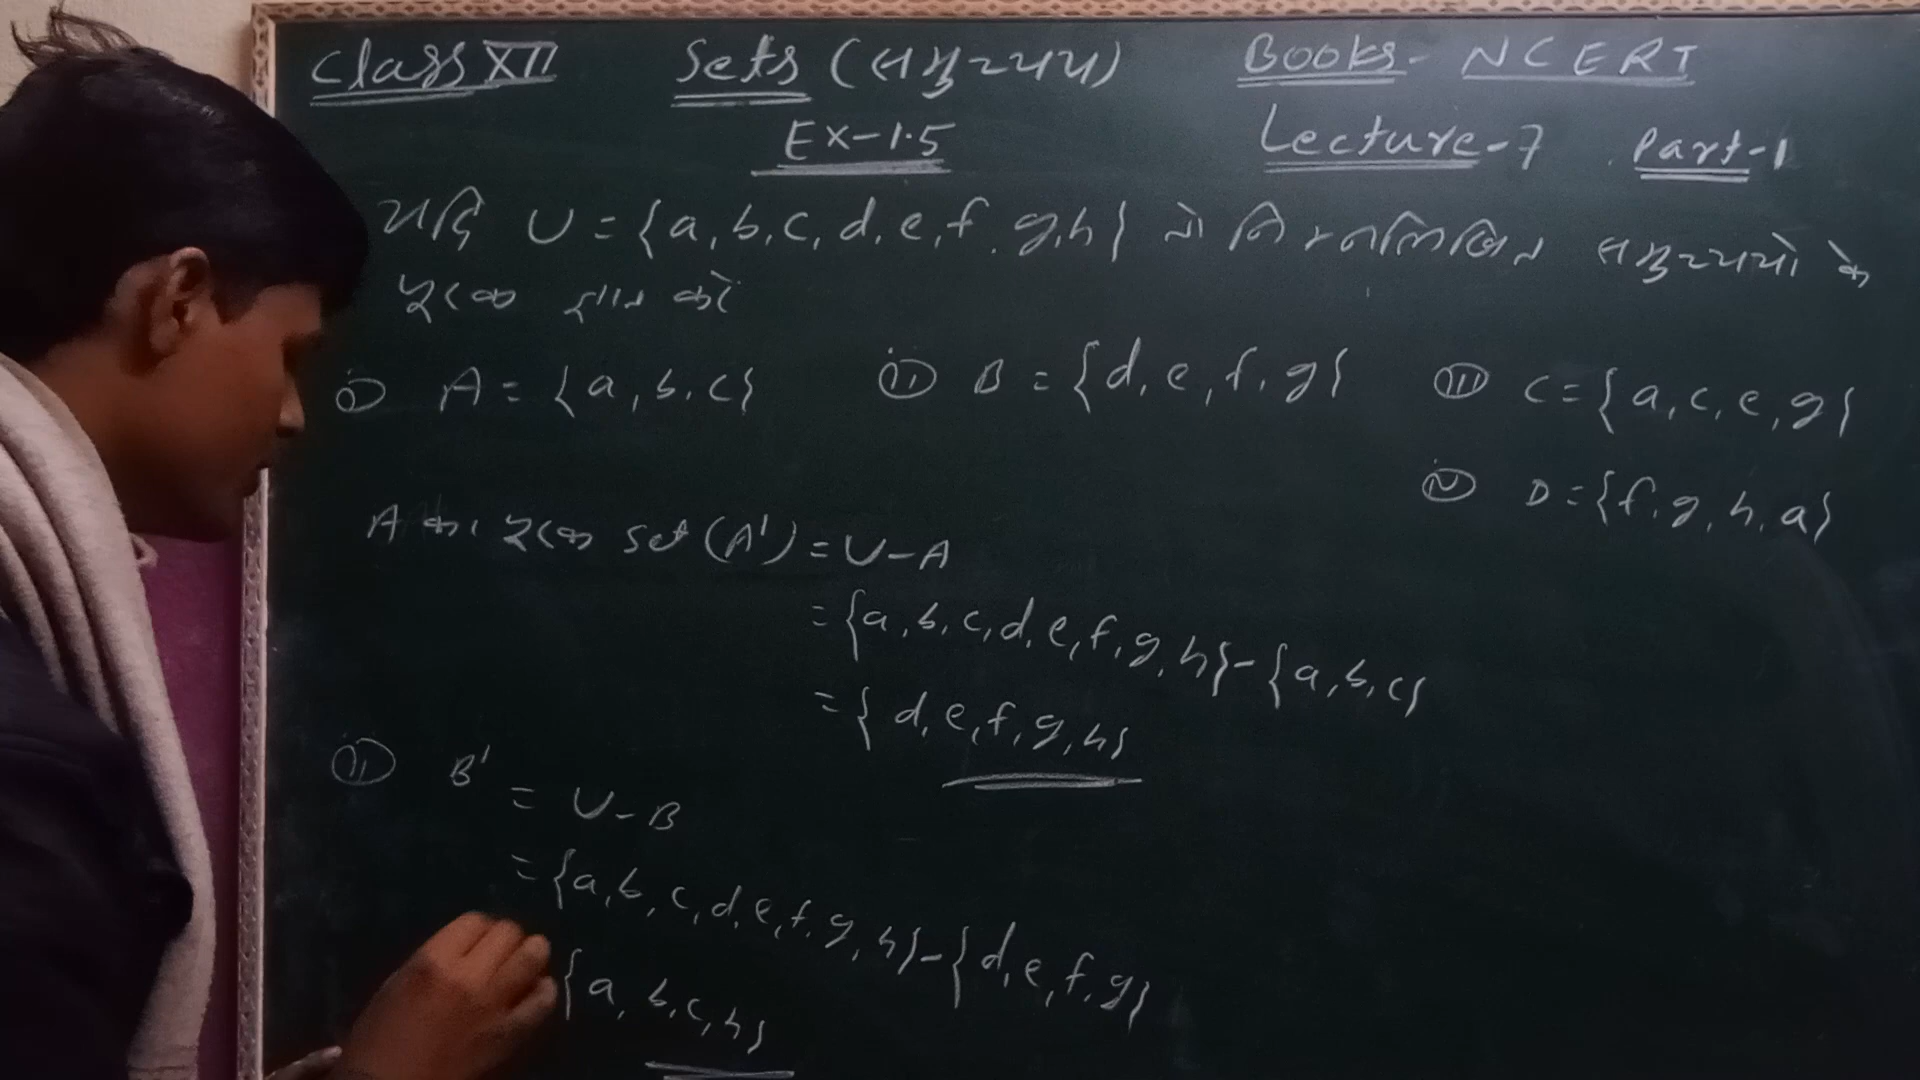 Class XII Sets (समुच्चय) Books- NCERT
Ex-1.5 Lecture-7 Part-1
यदि U = {a, b, c, d, e, f, g, h} तो निम्नलिखित समुच्चयों के
पूरक ज्ञात करें
(i) A = {a, b, c} (ii) B = {d, e, f, g} (iii) C = {a, c, e, g}
(iv) D = {f, g, h, a}
A का पूरक set (A') = U - A
= {a, b, c, d, e, f, g, h} - {a, b, c}
= {d, e, f, g, h}
(ii) B' = U - B
= {a, b, c, d, e, f, g, h} - {d, e, f, g}
{a, b, c, h}